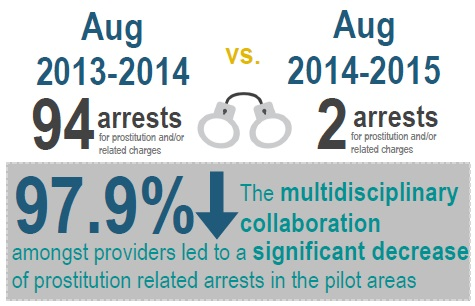 Aug
2013-2014
94 arrests
for prostitution and/or
related charges
vs.
Aug
2014-2015
2 arrests
for prostitution and/or
related charges
97.9%
The multidisciplinary
collaboration
amongst providers led to a significant decrease
of prostitution related arrests in the pilot areas